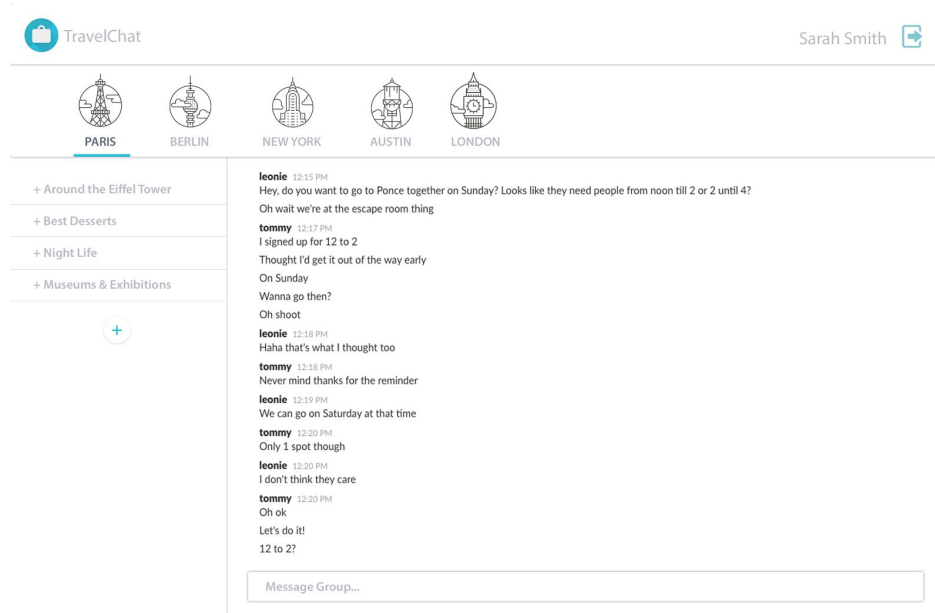 TravelChat
Sarah Smith
PARIS
BERLIN
NEW YORK
AUSTIN
LONDON
+ Around the Eiffel Tower
+ Best Desserts
+ Night Life
+ Museums & Exhibitions
+
leonie 12:15 PM
Hey, do you want to go to Ponce together on Sunday? Looks like they need people from noon till 2 or 2 until 4?
Oh wait we're at the escape room thing
tommy 12:17 PM
I signed up for 12 to 2
Thought I'd get it out of the way early
On Sunday
Wanna go then?
Oh shoot
leonie 12:18 PM
Haha that's what I thought too
tommy 12:18 PM
Never mind thanks for the reminder
leonie 12:19 PM
We can go on Saturday at that time
tommy 12:20 PM
Only 1 spot though
leonie 12:20 PM
I don't think they care
tommy 12:20 PM
Oh ok
Let's do it!
12 to 2?
Message Group...